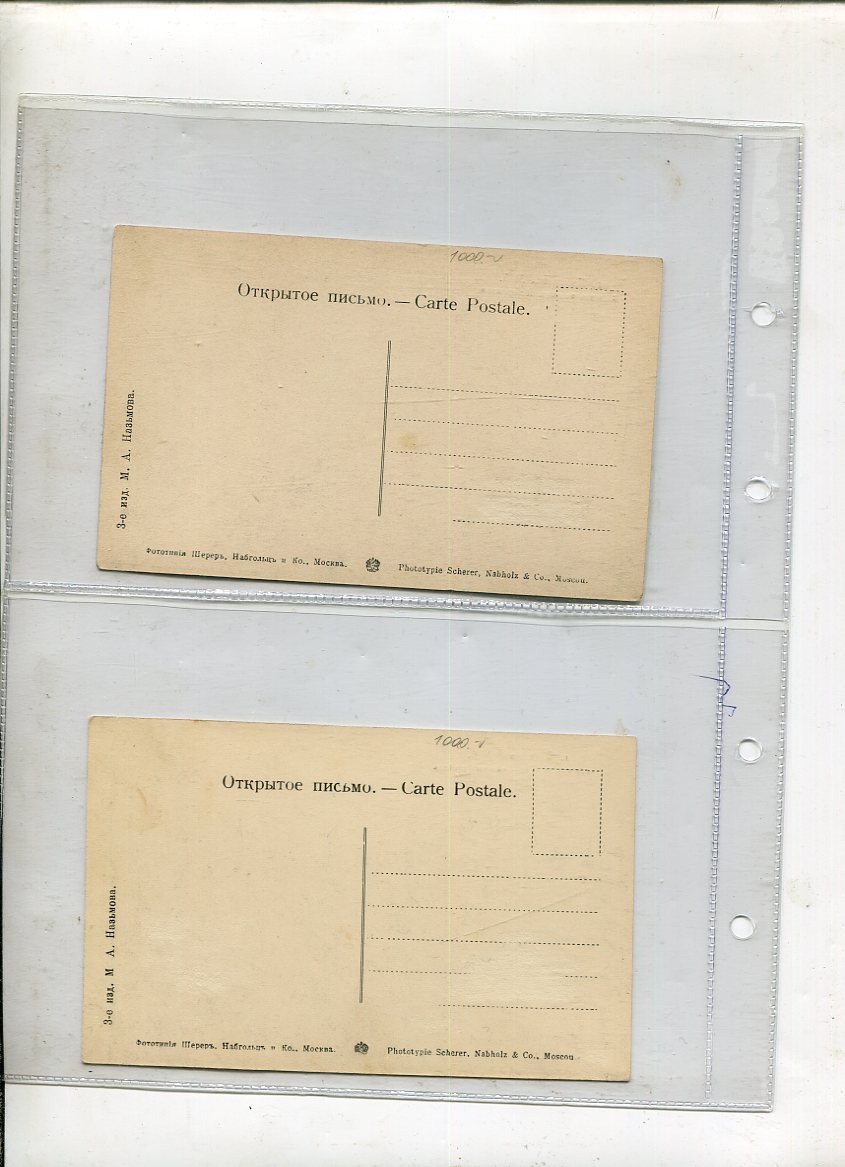 1000.-
Открытое письмо. — Carte Postale.
3-е изд. М. А. Назьмова.
Фототипія Шереръ, Набгольцъ и Ко., Москва.
Phototypie Scherer, Nabholz & Co., Moscou.
1000.-
Открытое письмо. — Carte Postale.
3-е изд. М А. Назьмова.
Фототипія Шереръ, Набгольцъ и Ко., Москва.
Phototypie Scherer, Nabholz & Co., Moscou.